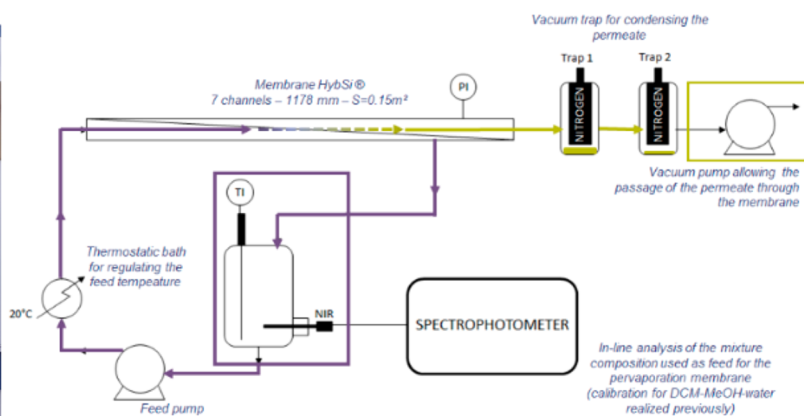 Vacuum trap for condensing the
permeate
Trap 1
Trap 2
Membrane HybSi ®
7 channels – 1178 mm – S=0.15m²
PI
NITROGEN
NITROGEN
Vacuum pump allowing the
passage of the permeate through
the membrane
TI
Thermostatic bath
for regulating the
feed tempeature
20°C
NIR
SPECTROPHOTOMETER
In-line analysis of the mixture
composition used as feed for the
pervaporation membrane
(calibration for DCM-MeOH-water
realized previously)
Feed pump